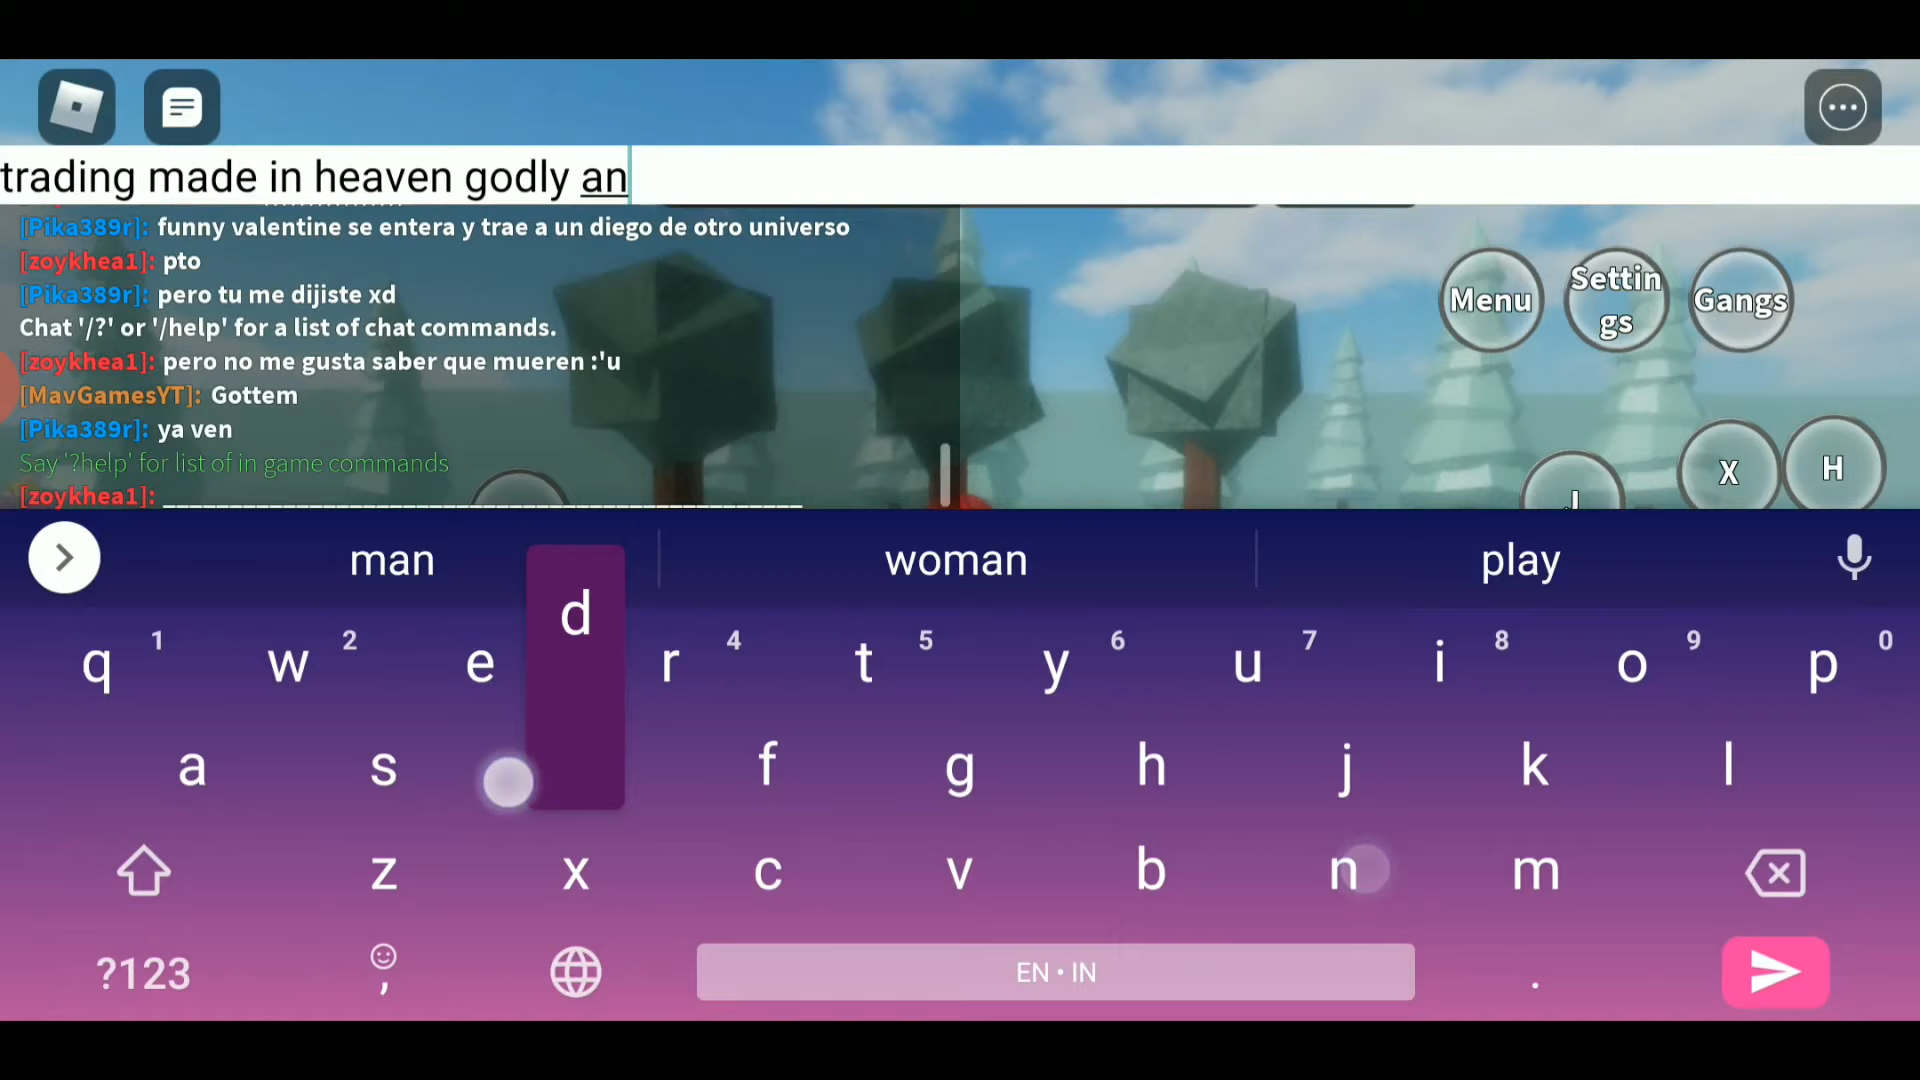 trading made in heaven godly an
[Pika389r]: funny valentine se entera y trae a un diego de otro universo
[zoykhea1]: pto
[Pika389r]: pero tu me dijiste xd
Chat '/?' or '/help' for a list of chat commands.
[zoykhea1]: pero no me gusta saber que mueren :'u
[MavGamesYT]: Gottem
[Pika389r]: ya ven
Say '?help' for list of in game commands
[zoykhea1]:
Menu
Settin
gs
Gangs
X
H
J
man
woman
play
d
q 1 w 2 e r 4 t 5 y 6 u 7 i 8 o 9 p 0
a s f g h j k l
z x c v b n m
?123 , EN • IN .